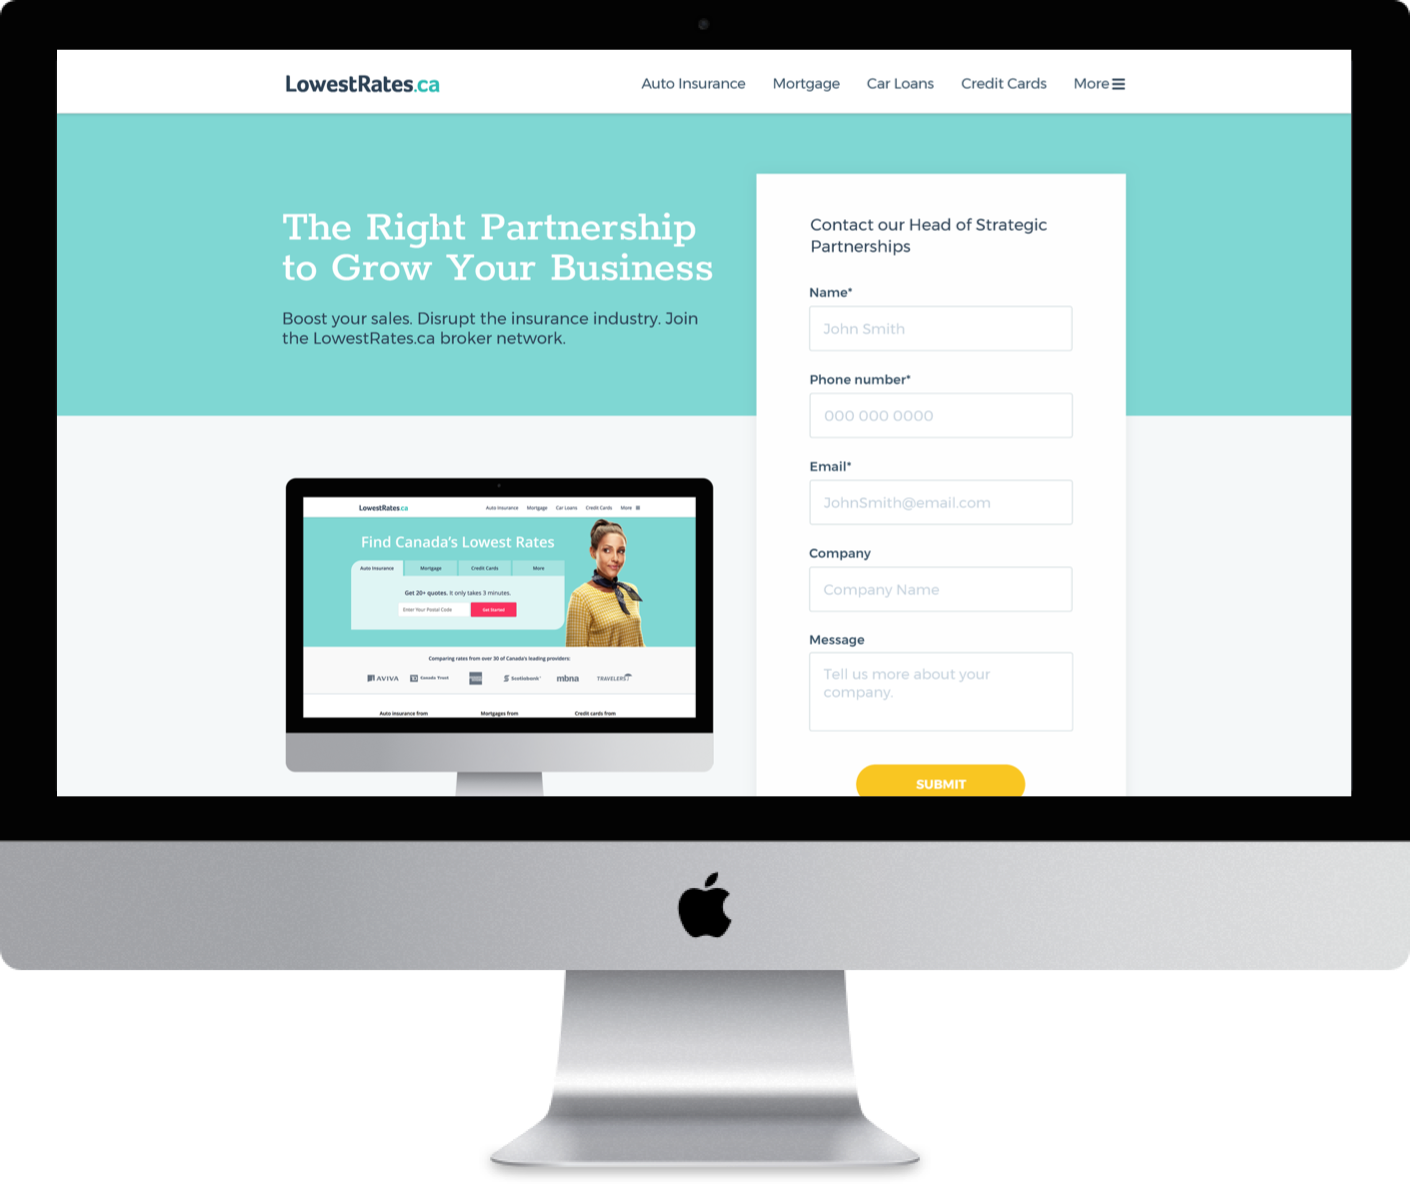 LowestRates.ca
Auto Insurance Mortgage Car Loans Credit Cards More
The Right Partnership
to Grow Your Business
Boost your sales. Disrupt the insurance industry. Join
the LowestRates.ca broker network.
Contact our Head of Strategic
Partnerships
Name*
John Smith
Phone number*
000 000 0000
Email*
JohnSmith@email.com
Company
Company Name
Message
Tell us more about your
company.
SUBMIT
LowestRates.ca
Auto Insurance Mortgage Car Loans Credit Cards More
Find Canada's Lowest Rates
Auto Insurance Mortgage Credit Cards More
Get 20+ quotes. It only takes 3 minutes.
Enter Your Postal Code Get Started
Comparing rates from over 30 of Canada's leading providers:
AVIVA TD Canada Trust Scotiabank mbna TRAVELERS
Auto insurance from Mortgages from Credit cards from